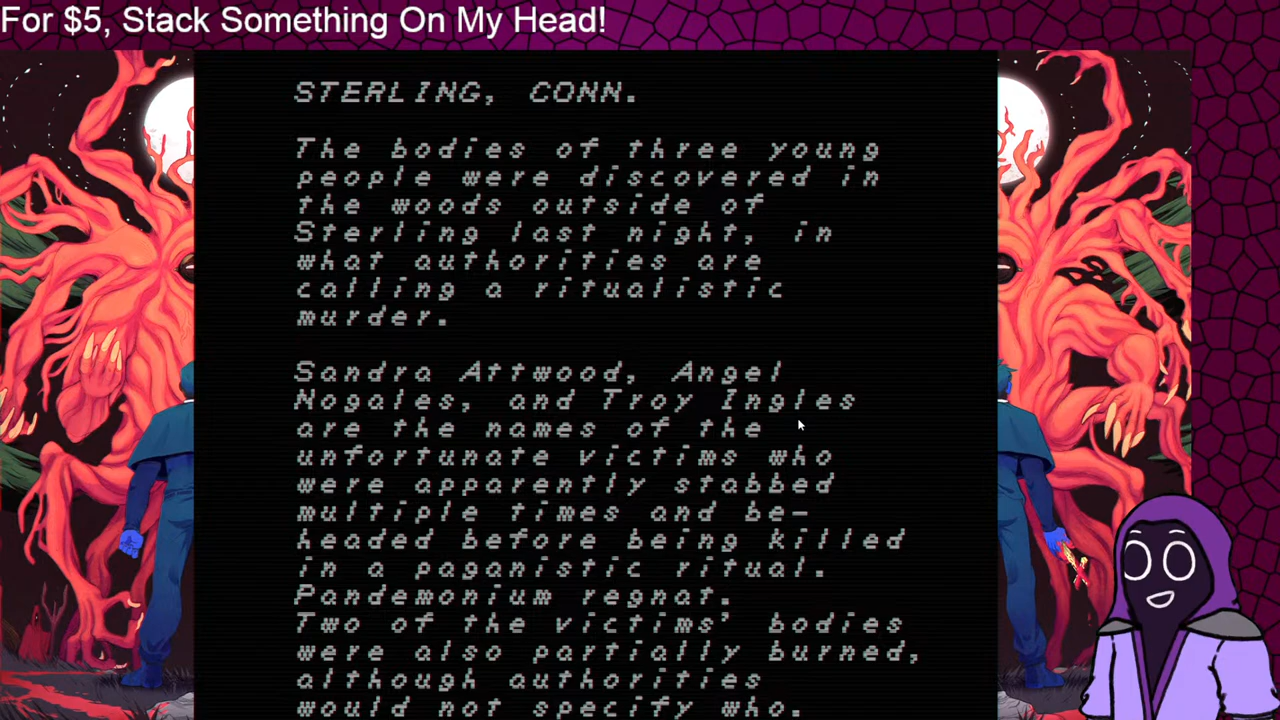 For $5, Stack Something On My Head!
STERLING, CONN.
The bodies of three young
people were discovered in
the woods outside of
Sterling last night, in
what authorities are
calling a ritualistic
murder.
Sandra Attwood, Angel
Nogales, and Troy Ingles
are the names of the
unfortunate victims who
were apparently stabbed
multiple times and be-
headed before being killed
in a paganistic ritual.
Pandemonium regnat.
Two of the victims' bodies
were also partially burned,
although authorities
would not specify who.